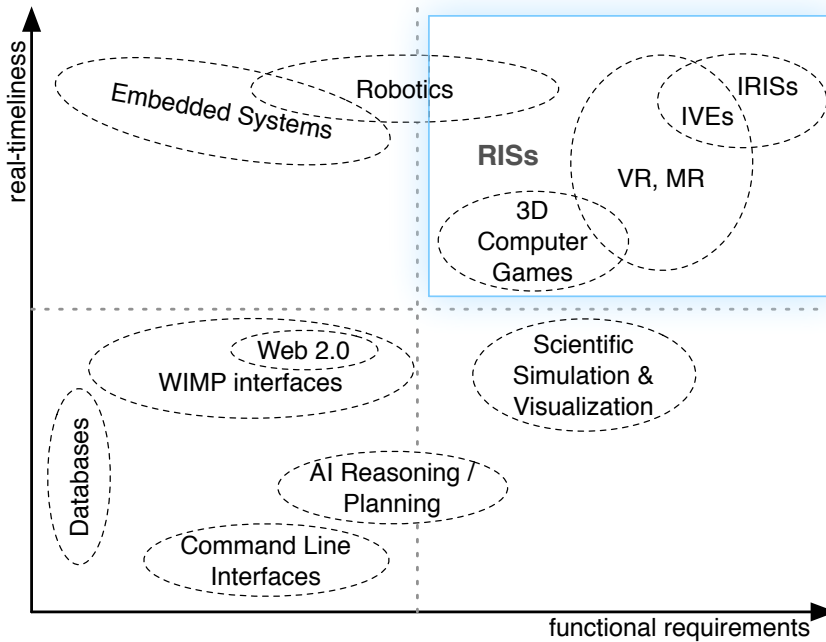 real-timeliness
Embedded Systems
Robotics
IRISs
IVEs
RISs
VR, MR
3D
Computer
Games
Web 2.0
WIMP interfaces
Scientific
Simulation &
Visualization
Databases
AI Reasoning /
Planning
Command Line
Interfaces
functional requirements